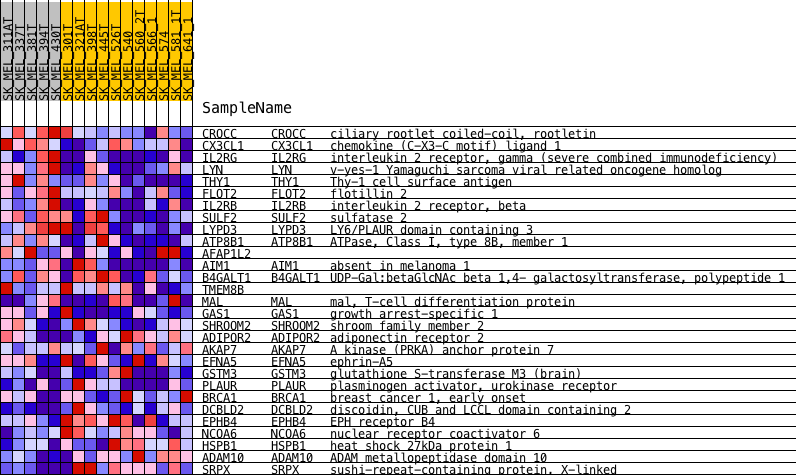 SK_MEL_311AT
SK_MEL_337T
SK_MEL_381T
SK_MEL_394T
SK_MEL_430T
SK_MEL_301T
SK_MEL_321AT
SK_MEL_398T
SK_MEL_445T
SK_MEL_526T
SK_MEL_540
SK_MEL_560_2T
SK_MEL_566_1
SK_MEL_574
SK_MEL_581_1T
SK_MEL_641_1
SampleName
CROCC CROCC ciliary rootlet coiled-coil, rootletin
CX3CL1 CX3CL1 chemokine (C-X3-C motif) ligand 1
IL2RG IL2RG interleukin 2 receptor, gamma (severe combined immunodeficiency)
LYN LYN v-yes-1 Yamaguchi sarcoma viral related oncogene homolog
THY1 THY1 Thy-1 cell surface antigen
FLOT2 FLOT2 flotillin 2
IL2RB IL2RB interleukin 2 receptor, beta
SULF2 SULF2 sulfatase 2
LYPD3 LYPD3 LY6/PLAUR domain containing 3
ATP8B1 ATP8B1 ATPase, Class I, type 8B, member 1
AFAP1L2
AIM1 AIM1 absent in melanoma 1
B4GALT1 B4GALT1 UDP-Gal:betaGlcNAc beta 1,4- galactosyltransferase, polypeptide 1
TMEM8B
MAL MAL mal, T-cell differentiation protein
GAS1 GAS1 growth arrest-specific 1
SHROOM2 SHROOM2 shroom family member 2
ADIPOR2 ADIPOR2 adiponectin receptor 2
AKAP7 AKAP7 A kinase (PRKA) anchor protein 7
EFNA5 EFNA5 ephrin-A5
GSTM3 GSTM3 glutathione S-transferase M3 (brain)
PLAUR PLAUR plasminogen activator, urokinase receptor
BRCA1 BRCA1 breast cancer 1, early onset
DCBLD2 DCBLD2 discoidin, CUB and LCCL domain containing 2
EPHB4 EPHB4 EPH receptor B4
NCOA6 NCOA6 nuclear receptor coactivator 6
HSPB1 HSPB1 heat shock 27kDa protein 1
ADAM10 ADAM10 ADAM metallopeptidase domain 10
SRPX SRPX sushi-repeat-containing protein, X-linked